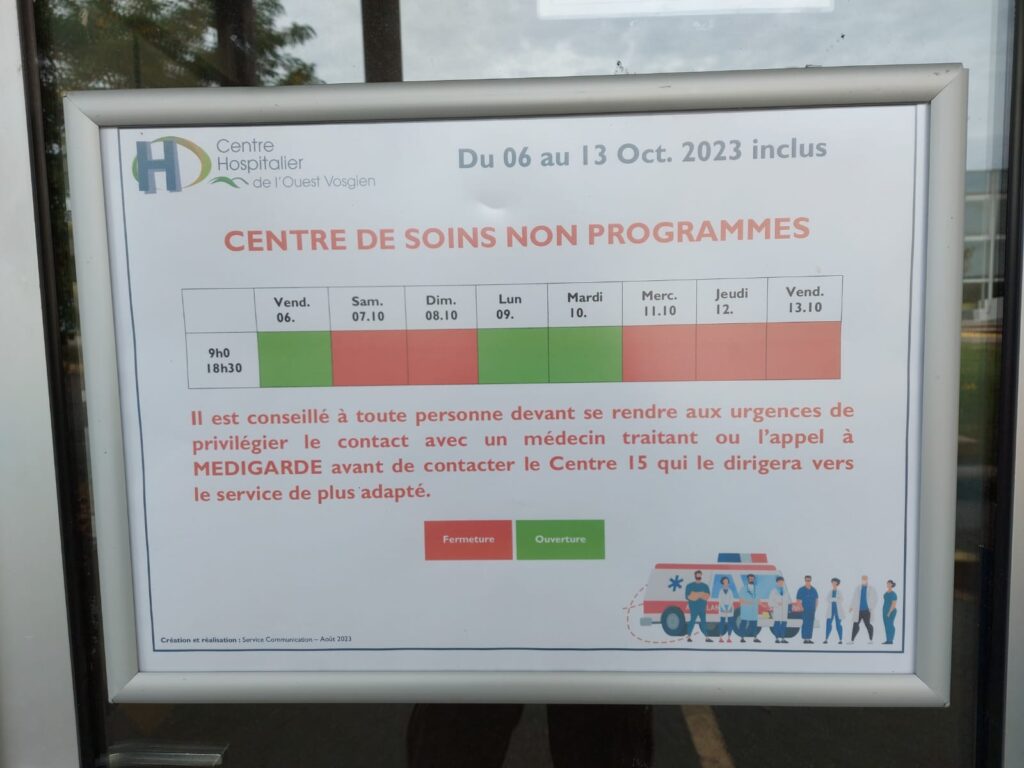 Centre
Hospitalier
de l'Ouest Vosgien
Du 06 au 13 Oct. 2023 inclus
CENTRE DE SOINS NON PROGRAMMES
Vend. 06. Sam. 07.10 Dim. 08.10 Lun 09. Mardi 10. Merc. 11.10 Jeudi 12. Vend. 13.10
9h0
18h30
Il est conseillé à toute personne devant se rendre aux urgences de
privilégier le contact avec un médecin traitant ou l'appel à
MEDIGARDE avant de contacter le Centre 15 qui le dirigera vers
le service de plus adapté.
Fermeture Ouverture
Création et réalisation : Service Communication – Août 2023